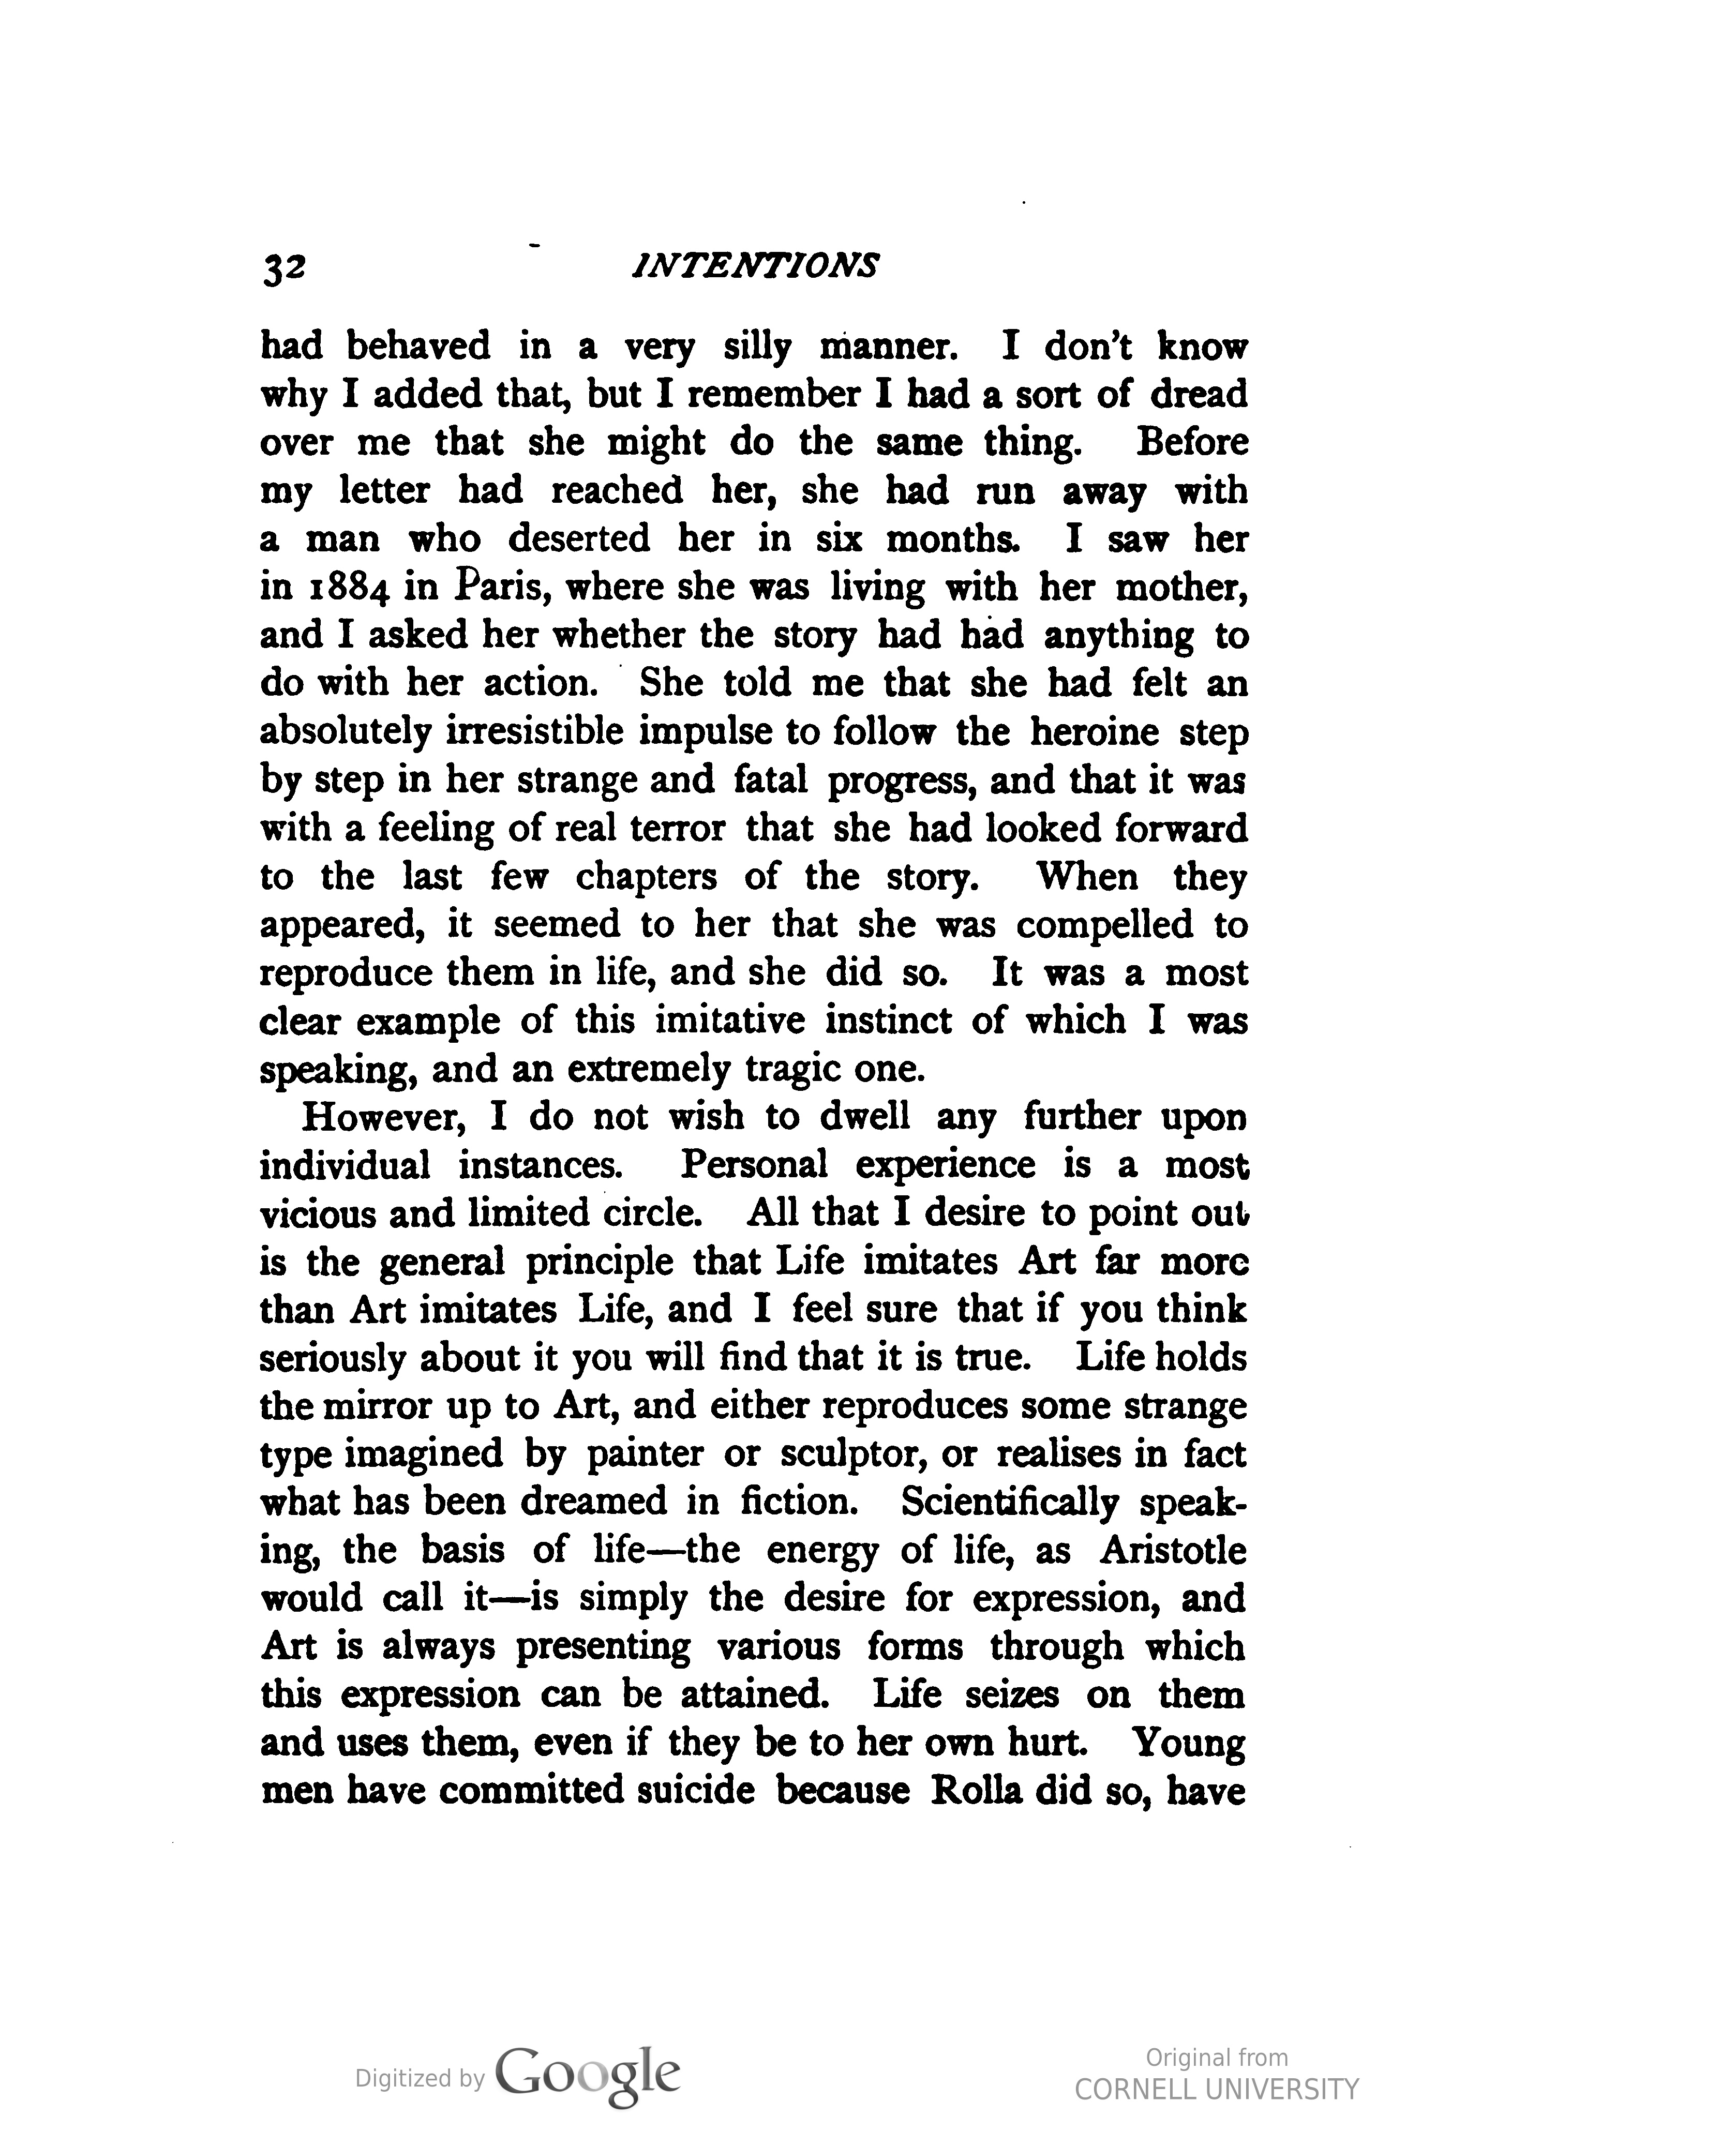 32 INTENTIONS
had behaved in a very silly manner. I don't know
why I added that, but I remember I had a sort of dread
over me that she might do the same thing. Before
my letter had reached her, she had run away with
a man who deserted her in six months. I saw her
in 1884 in Paris, where she was living with her mother,
and I asked her whether the story had had anything to
do with her action. She told me that she had felt an
absolutely irresistible impulse to follow the heroine step
by step in her strange and fatal progress, and that it was
with a feeling of real terror that she had looked forward
to the last few chapters of the story. When they
appeared, it seemed to her that she was compelled to
reproduce them in life, and she did so. It was a most
clear example of this imitative instinct of which I was
speaking, and an extremely tragic one.
However, I do not wish to dwell any further upon
individual instances. Personal experience is a most
vicious and limited circle. All that I desire to point out
is the general principle that Life imitates Art far more
than Art imitates Life, and I feel sure that if you think
seriously about it you will find that it is true. Life holds
the mirror up to Art, and either reproduces some strange
type imagined by painter or sculptor, or realises in fact
what has been dreamed in fiction. Scientifically speak-
ing, the basis of life—the energy of life, as Aristotle
would call it—is simply the desire for expression, and
Art is always presenting various forms through which
this expression can be attained. Life seizes on them
and uses them, even if they be to her own hurt. Young
men have committed suicide because Rolla did so, have
Digitized by Google
Original from
CORNELL UNIVERSITY